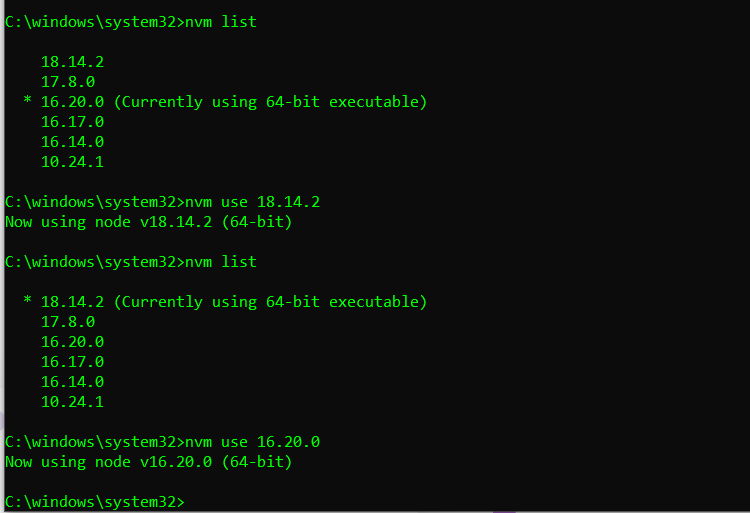 C:\windows\system32>nvm list
18.14.2
17.8.0
* 16.20.0 (Currently using 64-bit executable)
16.17.0
16.14.0
10.24.1
C:\windows\system32>nvm use 18.14.2
Now using node v18.14.2 (64-bit)
C:\windows\system32>nvm list
* 18.14.2 (Currently using 64-bit executable)
17.8.0
16.20.0
16.17.0
16.14.0
10.24.1
C:\windows\system32>nvm use 16.20.0
Now using node v16.20.0 (64-bit)
C:\windows\system32>